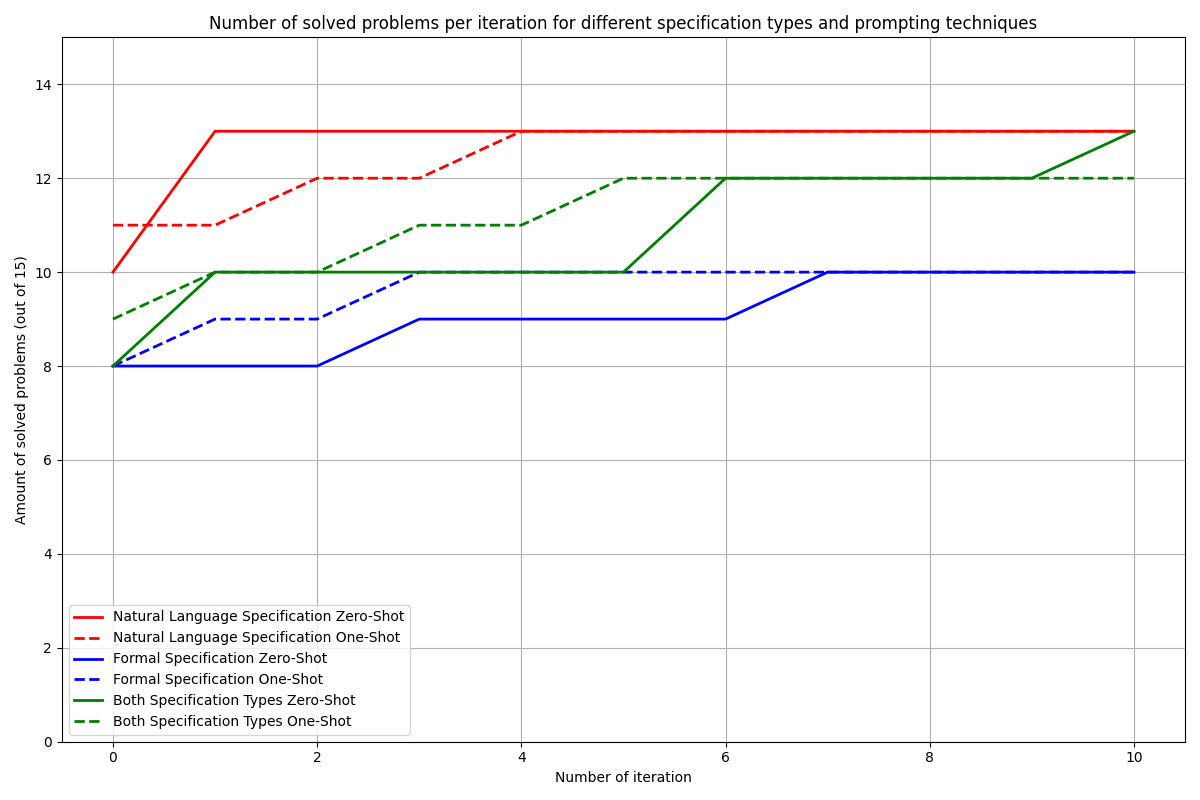 Number of solved problems per iteration for different specification types and prompting techniques
Amount of solved problems (out of 15)
14
12
10
8
6
4
2
0
Natural Language Specification Zero-Shot
Natural Language Specification One-Shot
Formal Specification Zero-Shot
Formal Specification One-Shot
Both Specification Types Zero-Shot
Both Specification Types One-Shot
0 2 4 6 8 10
Number of iteration